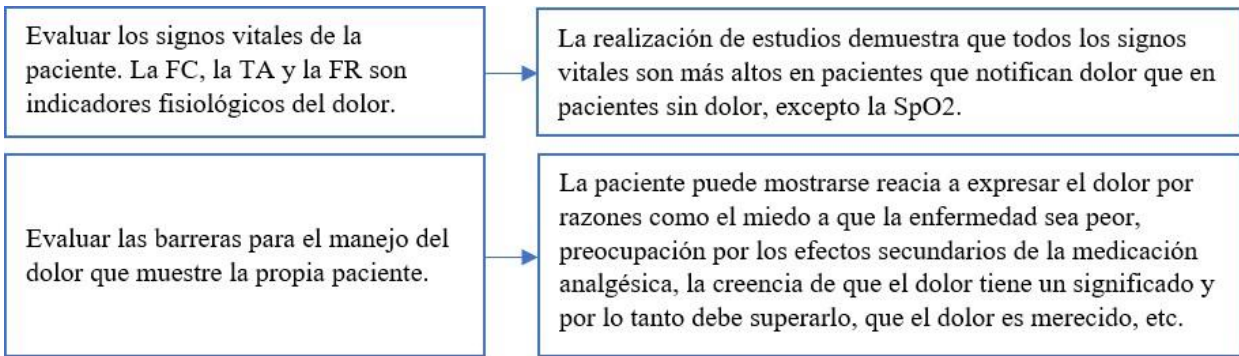 Evaluar los signos vitales de la
paciente. La FC, la TA y la FR son
indicadores fisiológicos del dolor.
La realización de estudios demuestra que todos los signos
vitales son más altos en pacientes que notifican dolor que en
pacientes sin dolor, excepto la SpO2.
Evaluar las barreras para el manejo del
dolor que muestre la propia paciente.
La paciente puede mostrarse reacia a expresar el dolor por
razones como el miedo a que la enfermedad sea peor,
preocupación por los efectos secundarios de la medicación
analgésica, la creencia de que el dolor tiene un significado y
por lo tanto debe superarlo, que el dolor es merecido, etc.